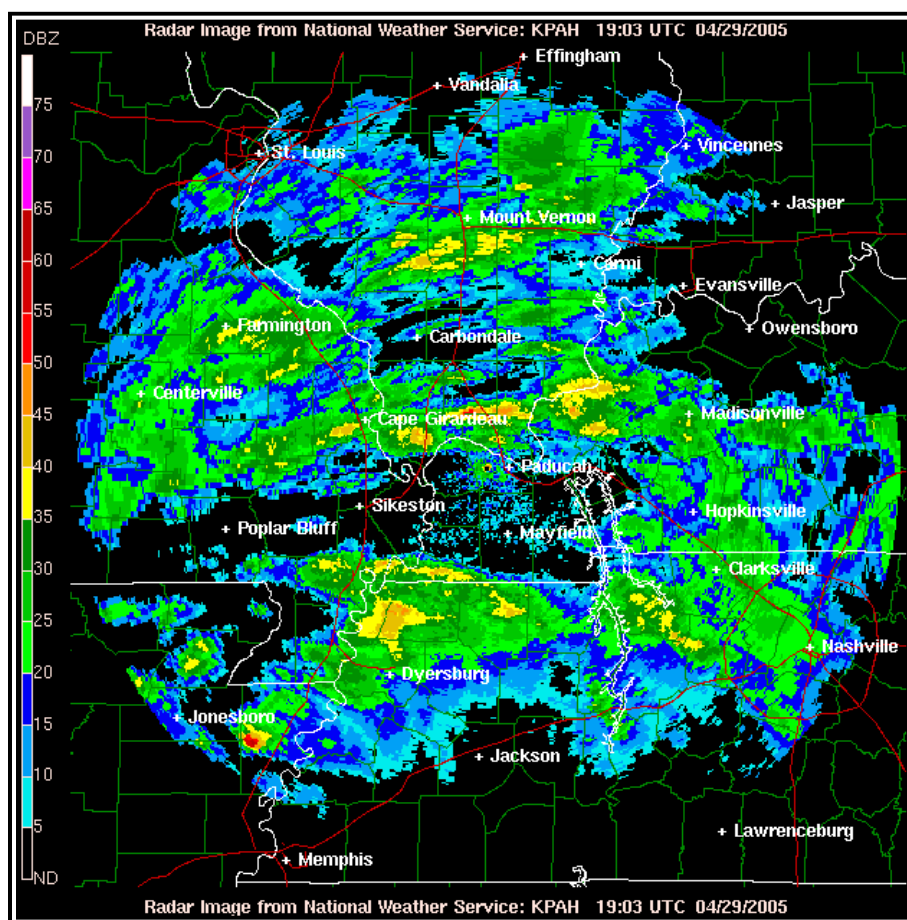 Radar Image from National Weather Service: KPAH 19:03 UTC 04/29/2005
DBZ
Effingham
Vandalia
75
St. Louis
Vincennes
70
Jasper
65
Mount Vernon
60
Carmi
Evansville
55
Farmington
Owensboro
Carbondale
50
Centerville
45
Cape Girardeau
Madisonville
40
Paducah
Sikeston
Hopkinsville
35
Poplar Bluff
Mayfield
30
Clarksville
25
Nashville
20
Dyersburg
Jonesboro
15
Jackson
10
5
Lawrenceburg
Memphis
ND
Radar Image from National Weather Service: KPAH 19:03 UTC 04/29/2005